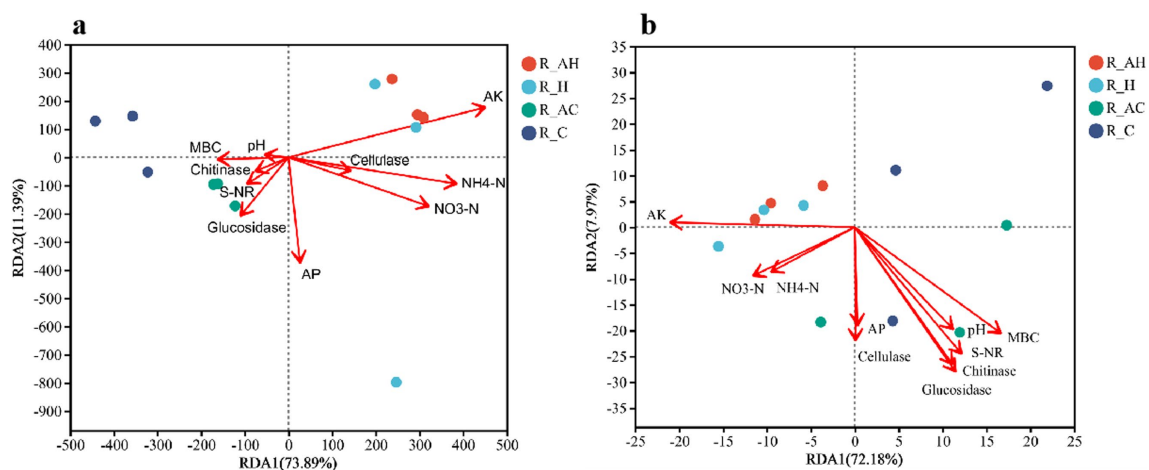 a
400
300
200
100
0
-100
-200
-300
-400
-500
-600
-700
-800
-900
RDA2(11.39%)
-500 -400 -300 -200 -100 0 100 200 300 400 500
RDA1(73.89%)
AK
MBC
pH
Chitinase
Cellulase
S-NR
NH4-N
NO3-N
Glucosidase
AP
R_AH
R_H
R_AC
R_C
b
35
30
25
20
15
10
5
0
-5
-10
-15
-20
-25
-30
-35
RDA2(7.97%)
-25 -20 -15 -10 -5 0 5 10 15 20 25
RDA1(72.18%)
AK
NO3-N
NH4-N
AP
pH
MBC
Cellulase
S-NR
Chitinase
Glucosidase
R_AH
R_H
R_AC
R_C